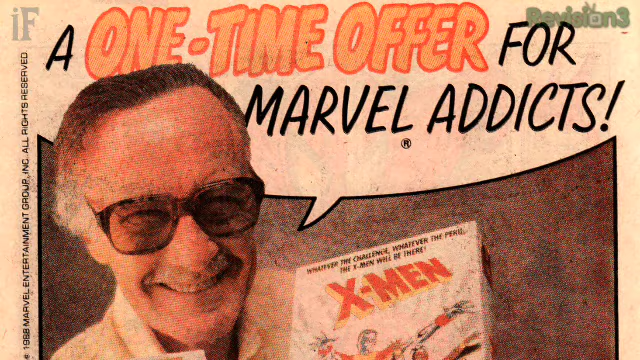 iF
Revision3
A ONE-TIME OFFER FOR
MARVEL ADDICTS!
®
© 1988 MARVEL ENTERTAINMENT GROUP, INC. ALL RIGHTS RESERVED.
WHATEVER THE CHALLENGE, WHATEVER THE PERIL,
THE X-MEN WILL BE THERE!
X-MEN